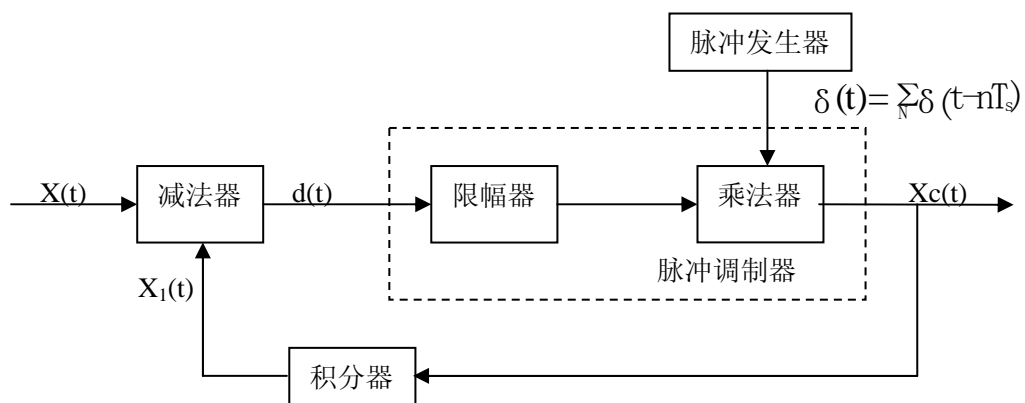 脉冲发生器
δ(t)=∑δ(t-nTₛ)
N
X(t)
减法器
d(t)
限幅器
乘法器
Xc(t)
脉冲调制器
X₁(t)
积分器